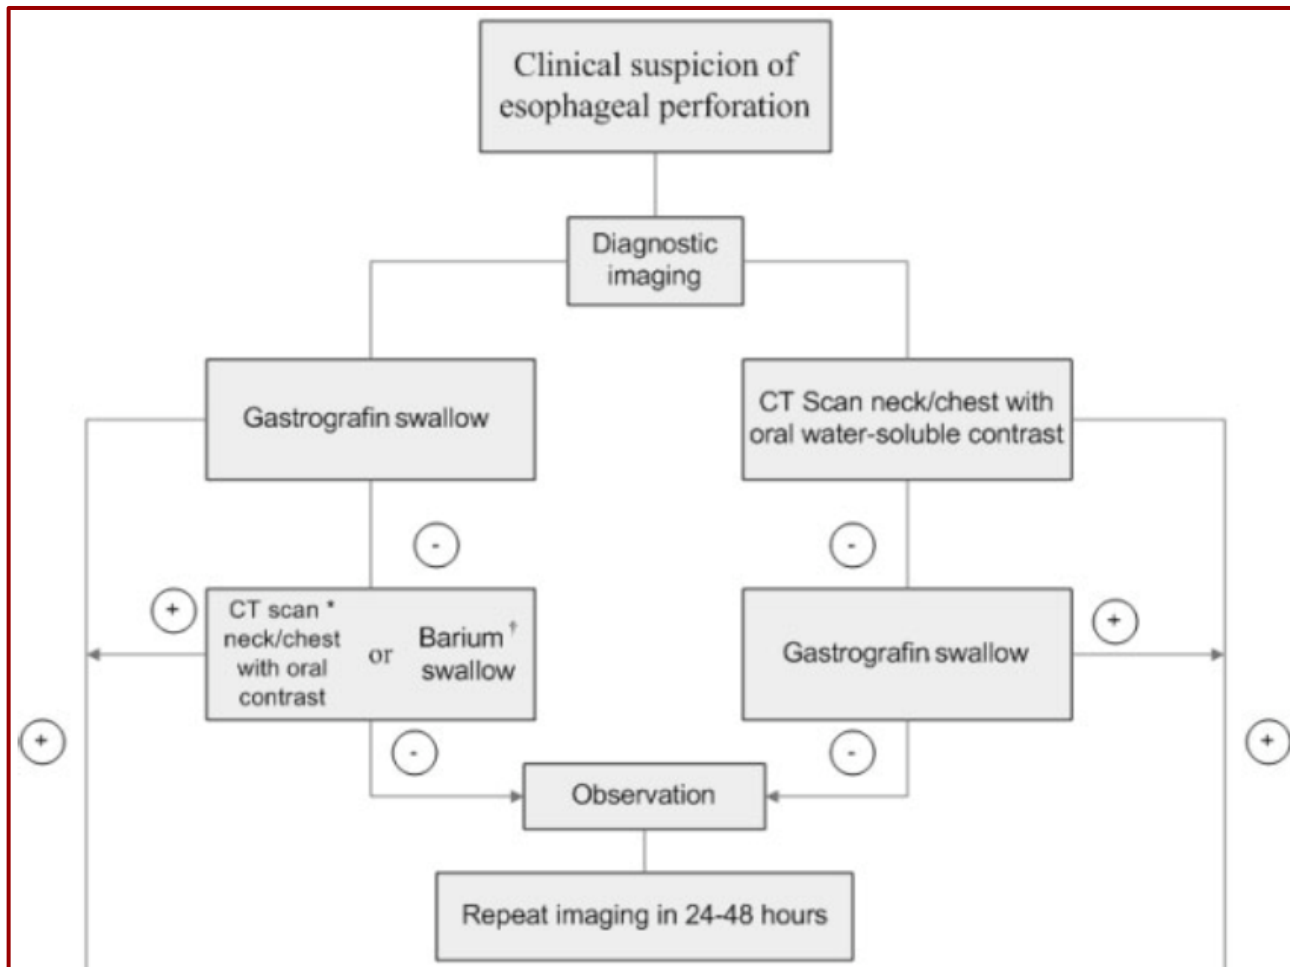 Clinical suspicion of
esophageal perforation
Diagnostic
imaging
Gastrografin swallow
CT Scan neck/chest with
oral water-soluble contrast
-
-
+
CT scan *
neck/chest
with oral
contrast
or
Barium †
swallow
Gastrografin swallow
+
+
-
-
+
Observation
Repeat imaging in 24-48 hours